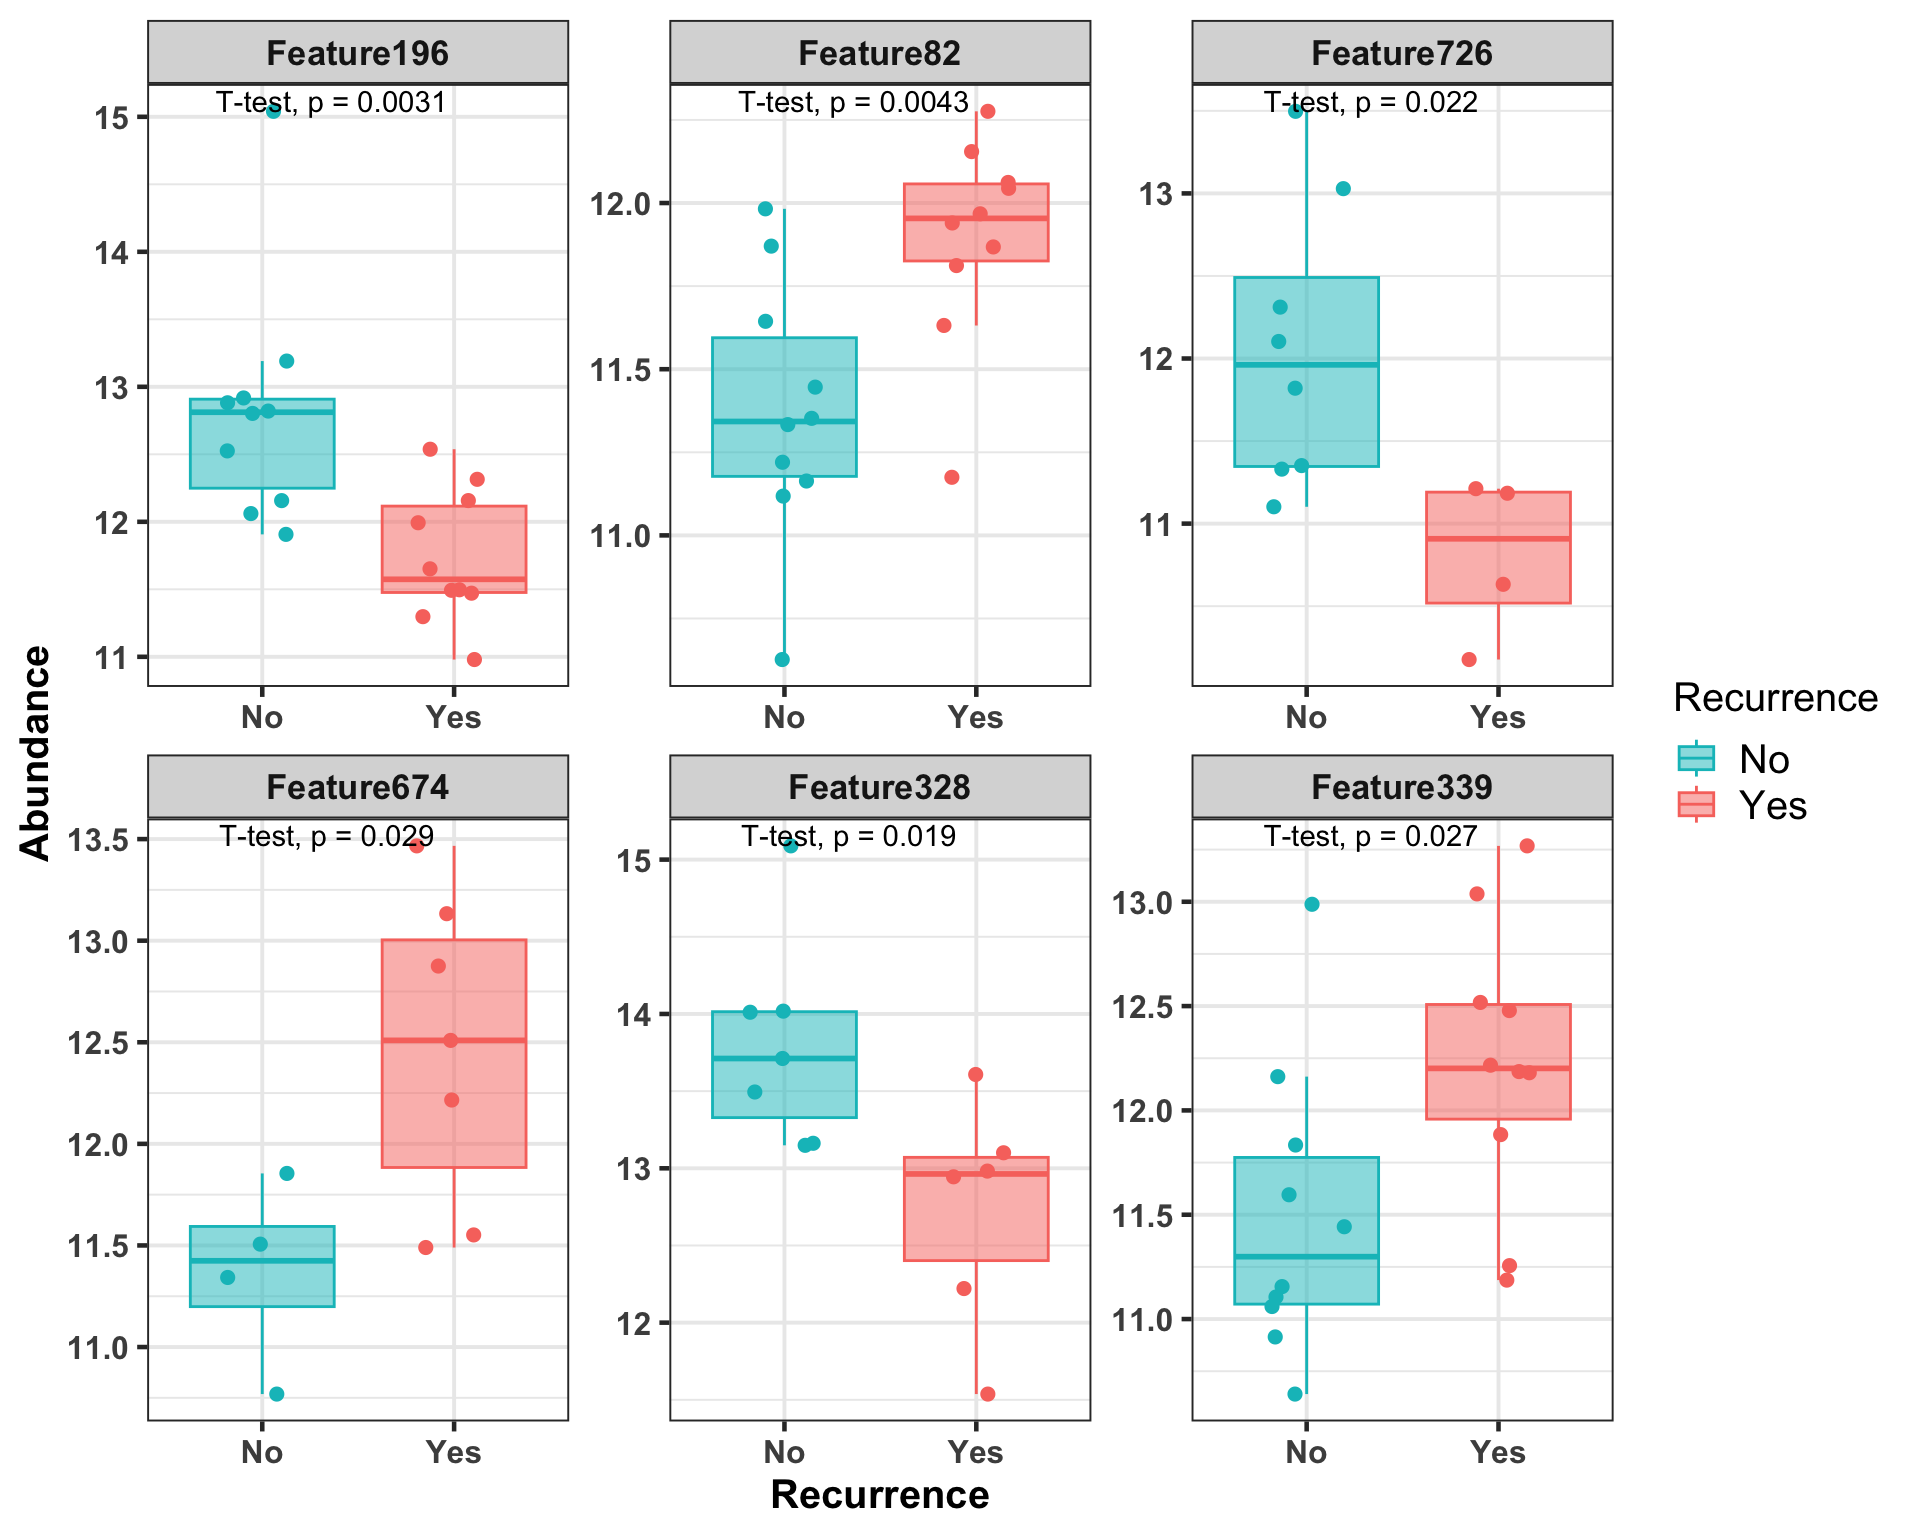 Feature196
Feature82
Feature726
T-test, p = 0.0031
T-test, p = 0.0043
T-test, p = 0.022
15
14
13
12
11
12.0
11.5
11.0
13
12
11
No
Yes
No
Yes
No
Yes
Abundance
Feature674
Feature328
Feature339
T-test, p = 0.029
T-test, p = 0.019
T-test, p = 0.027
13.5
13.0
12.5
12.0
11.5
11.0
15
14
13
12
13.0
12.5
12.0
11.5
11.0
No
Yes
No
Yes
No
Yes
Recurrence
Recurrence
No
Yes